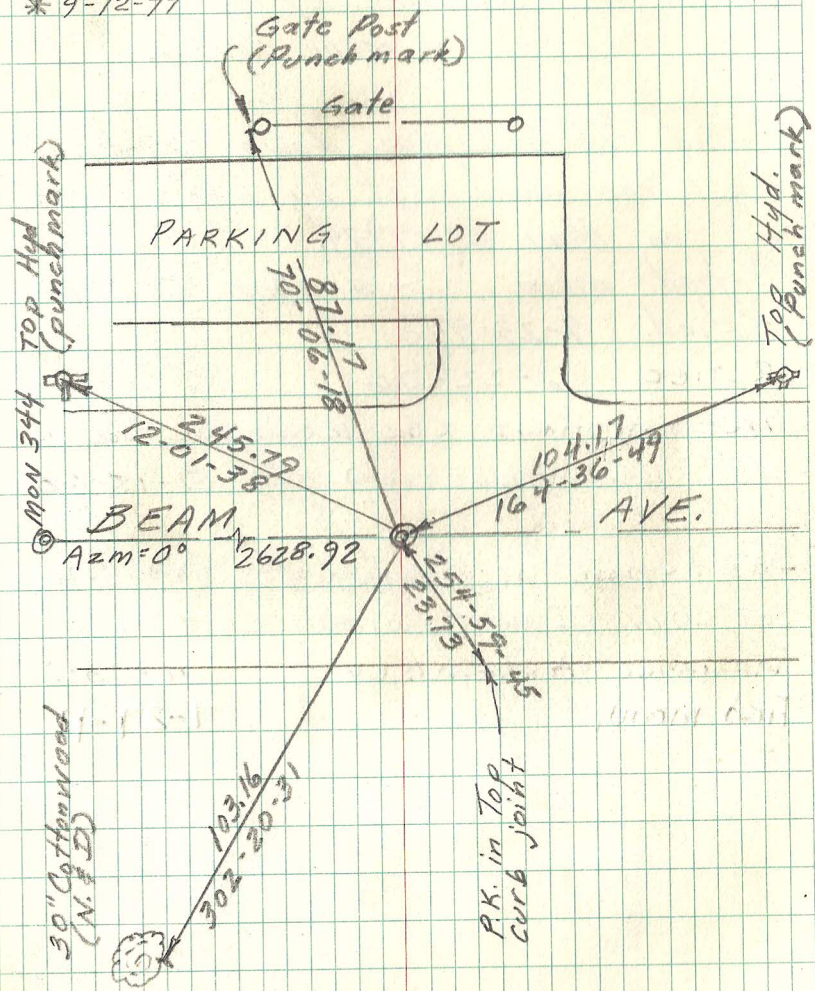 * 9-12-77
Gate Post
(Punchmark)
Gate
PARKING LOT
Top Hyd
(punchmark)
Top Hyd.
(Punchmark)
87.17
70-06-18
245.79
12-01-38
104.17
164-36-49
MON 344
BEAM AVE.
Azm=0° 2628.92
254-59-45
23.73
103.16
302-20-31
30" Cottonwood
(N. & D)
P.K. in Top
Curb joint